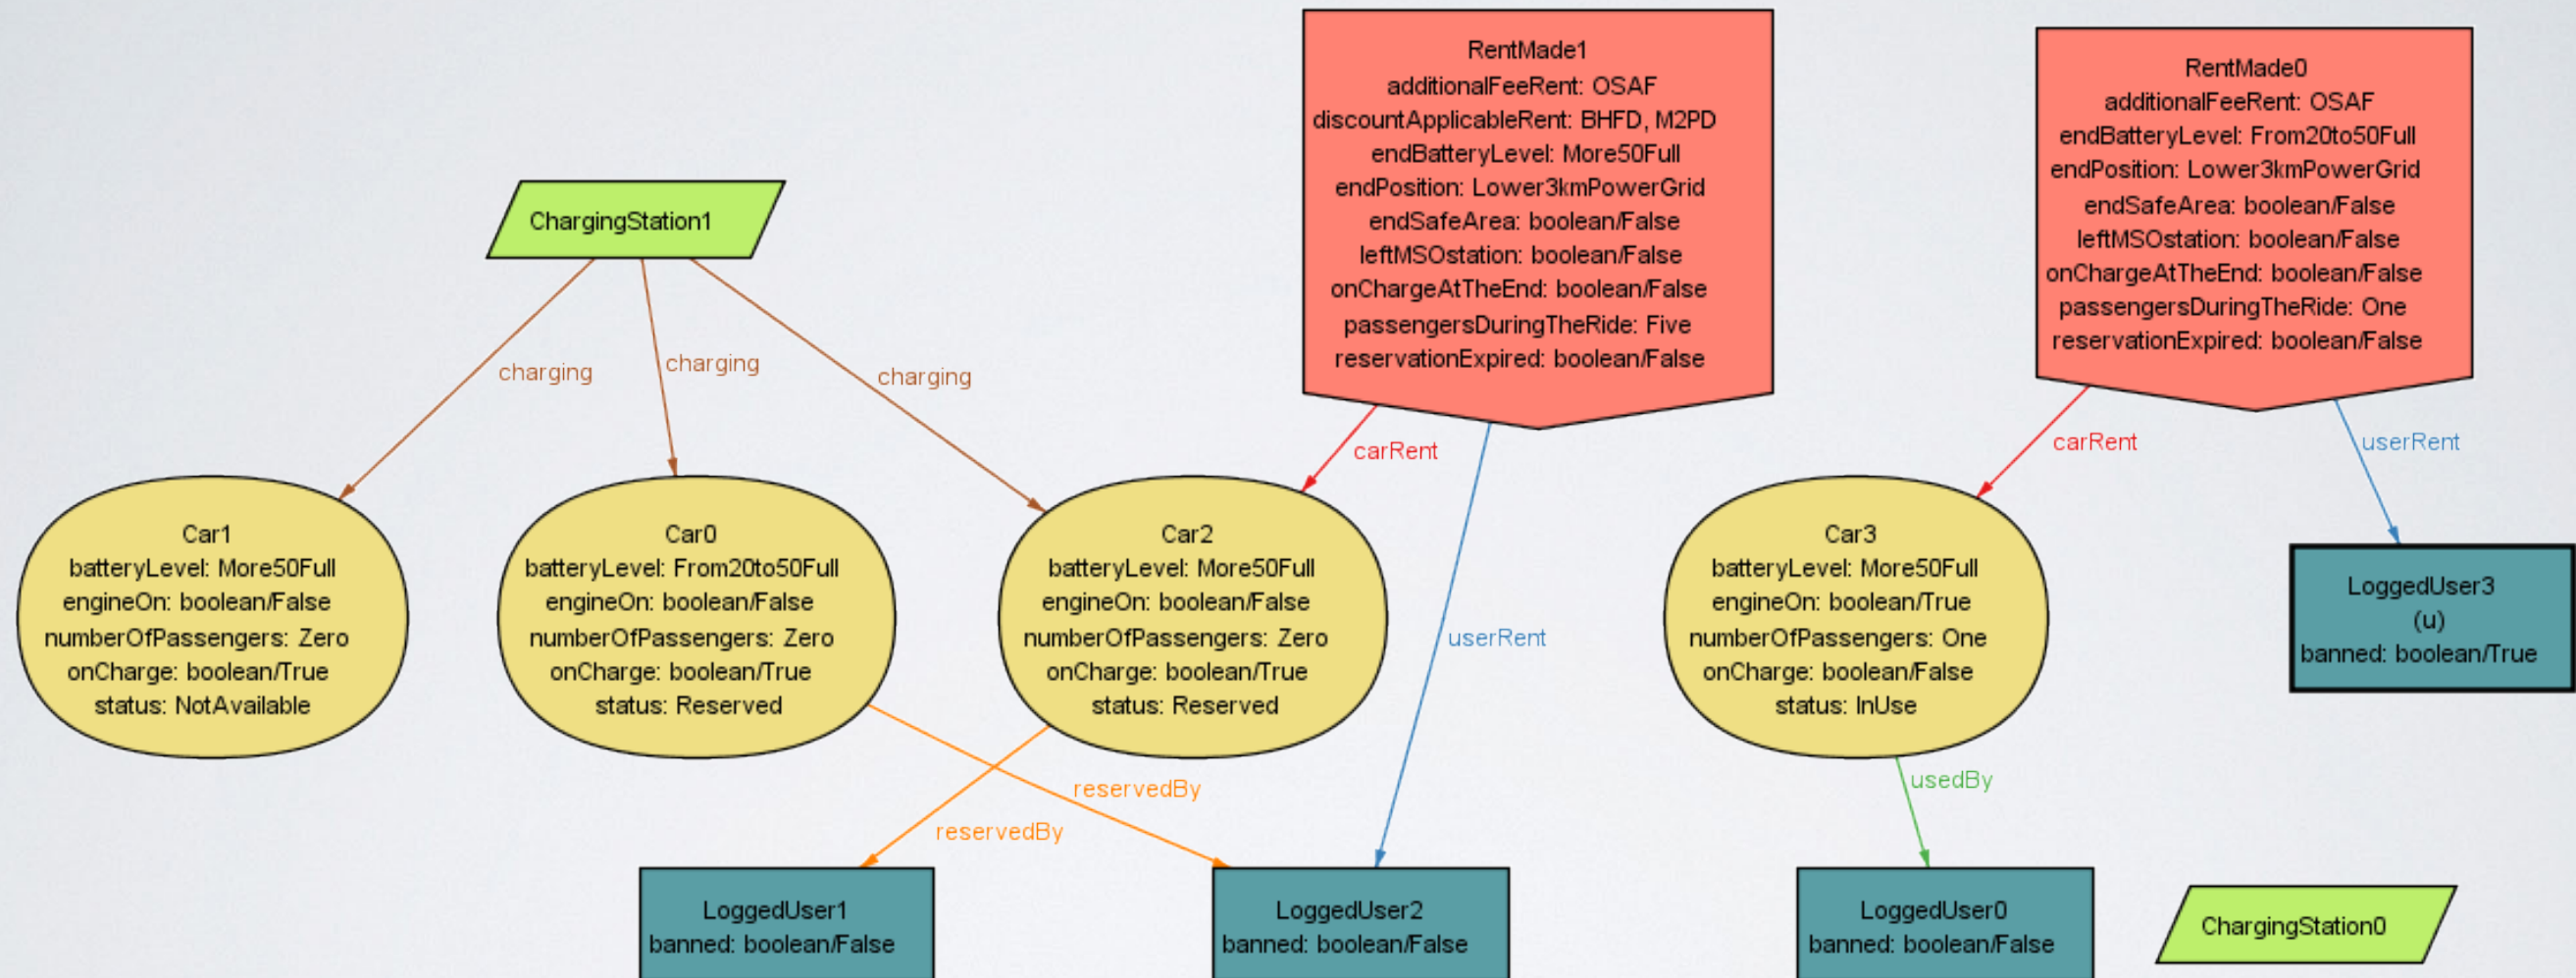 RentMade1
additionalFeeRent: OSAF
discountApplicableRent: BHFD, M2PD
endBatteryLevel: More50Full
endPosition: Lower3kmPowerGrid
endSafeArea: boolean/False
leftMSOstation: boolean/False
onChargeAtTheEnd: boolean/False
passengersDuringTheRide: Five
reservationExpired: boolean/False
RentMade0
additionalFeeRent: OSAF
endBatteryLevel: From20to50Full
endPosition: Lower3kmPowerGrid
endSafeArea: boolean/False
leftMSOstation: boolean/False
onChargeAtTheEnd: boolean/False
passengersDuringTheRide: One
reservationExpired: boolean/False
ChargingStation1
charging
charging
charging
carRent
userRent
carRent
userRent
Car1
batteryLevel: More50Full
engineOn: boolean/False
numberOfPassengers: Zero
onCharge: boolean/True
status: NotAvailable
Car0
batteryLevel: From20to50Full
engineOn: boolean/False
numberOfPassengers: Zero
onCharge: boolean/True
status: Reserved
Car2
batteryLevel: More50Full
engineOn: boolean/False
numberOfPassengers: Zero
onCharge: boolean/True
status: Reserved
Car3
batteryLevel: More50Full
engineOn: boolean/True
numberOfPassengers: One
onCharge: boolean/False
status: InUse
LoggedUser3
(u)
banned: boolean/True
reservedBy
reservedBy
usedBy
LoggedUser1
banned: boolean/False
LoggedUser2
banned: boolean/False
LoggedUser0
banned: boolean/False
ChargingStation0